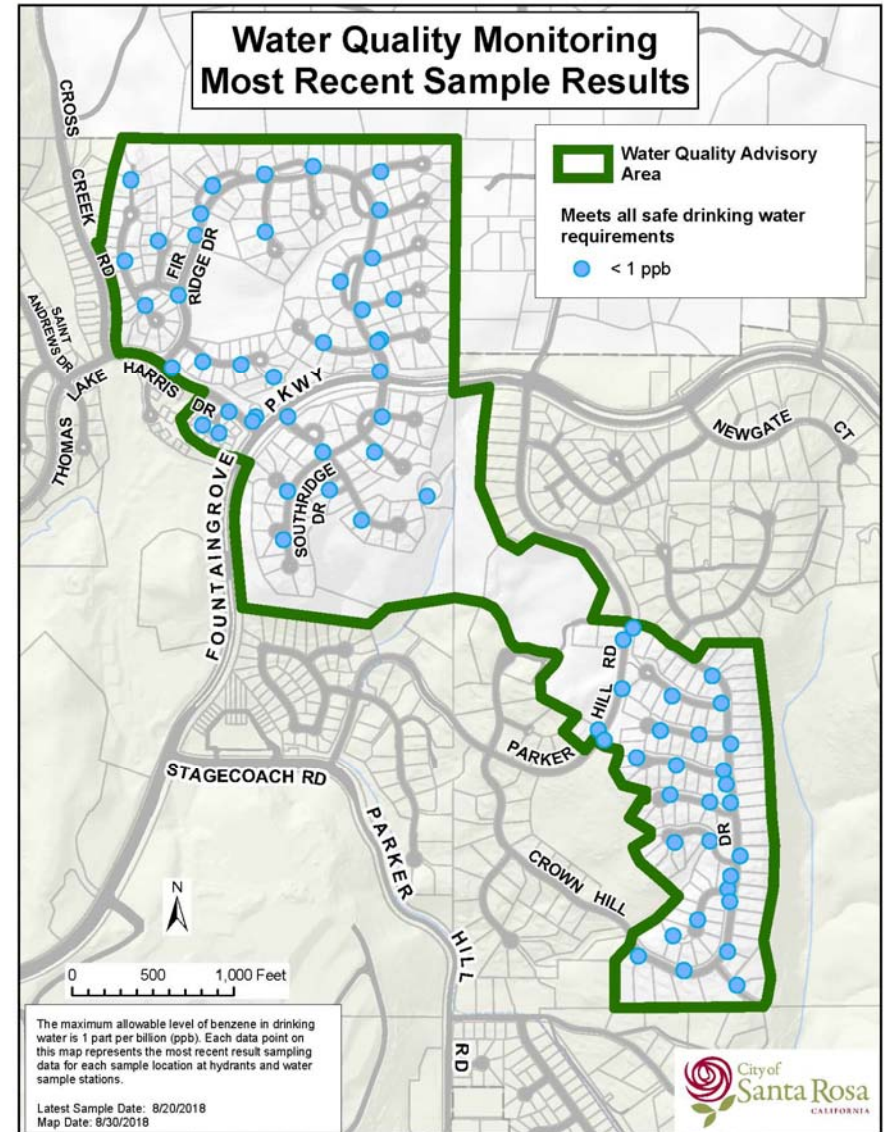 Water Quality Monitoring
Most Recent Sample Results
Water Quality Advisory
Area
Meets all safe drinking water
requirements
< 1 ppb
CROSS
CREEK
RD
FIR
RIDGE DR
SAINT
ANDREWS DR
THOMAS
LAKE
HARRIS
DR
PKWY
FOUNTAINGROVE
SOUTHRIDGE
DR
NEWGATE
CT
HILL RD
PARKER
STAGECOACH RD
PARKER
HILL
RD
CROWN HILL
DR
N
0 500 1,000 Feet
The maximum allowable level of benzene in drinking
water is 1 part per billion (ppb). Each data point on
this map represents the most recent result sampling
data for each sample location at hydrants and water
sample stations.
Latest Sample Date: 8/20/2018
Map Date: 8/30/2018
City of
Santa Rosa
CALIFORNIA